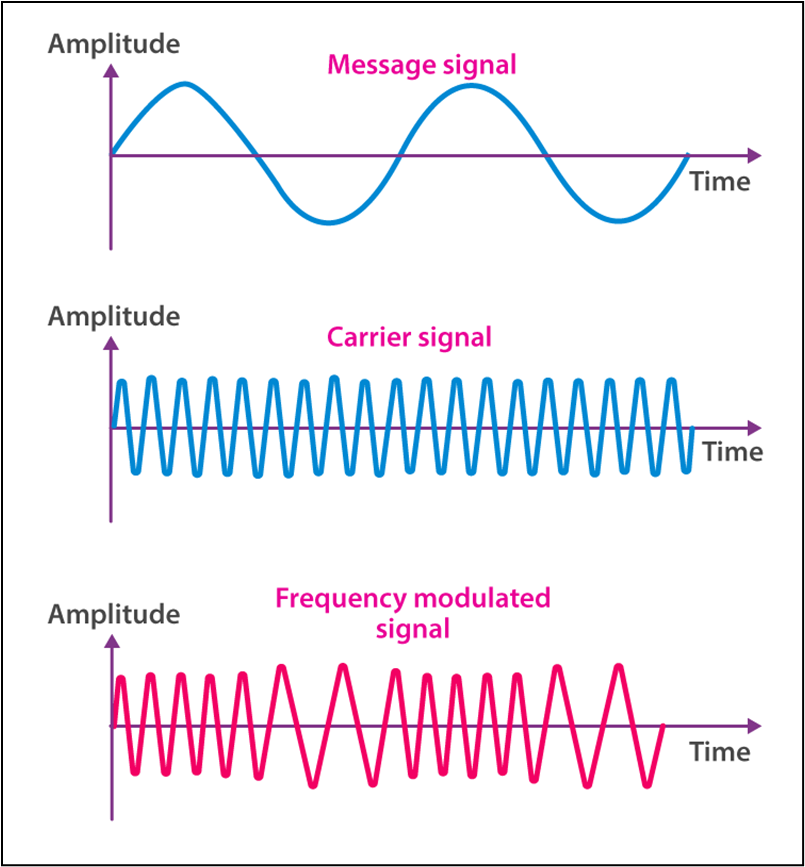 Amplitude
Message signal
Time
Amplitude
Carrier signal
Time
Frequency modulated
signal
Amplitude
Time